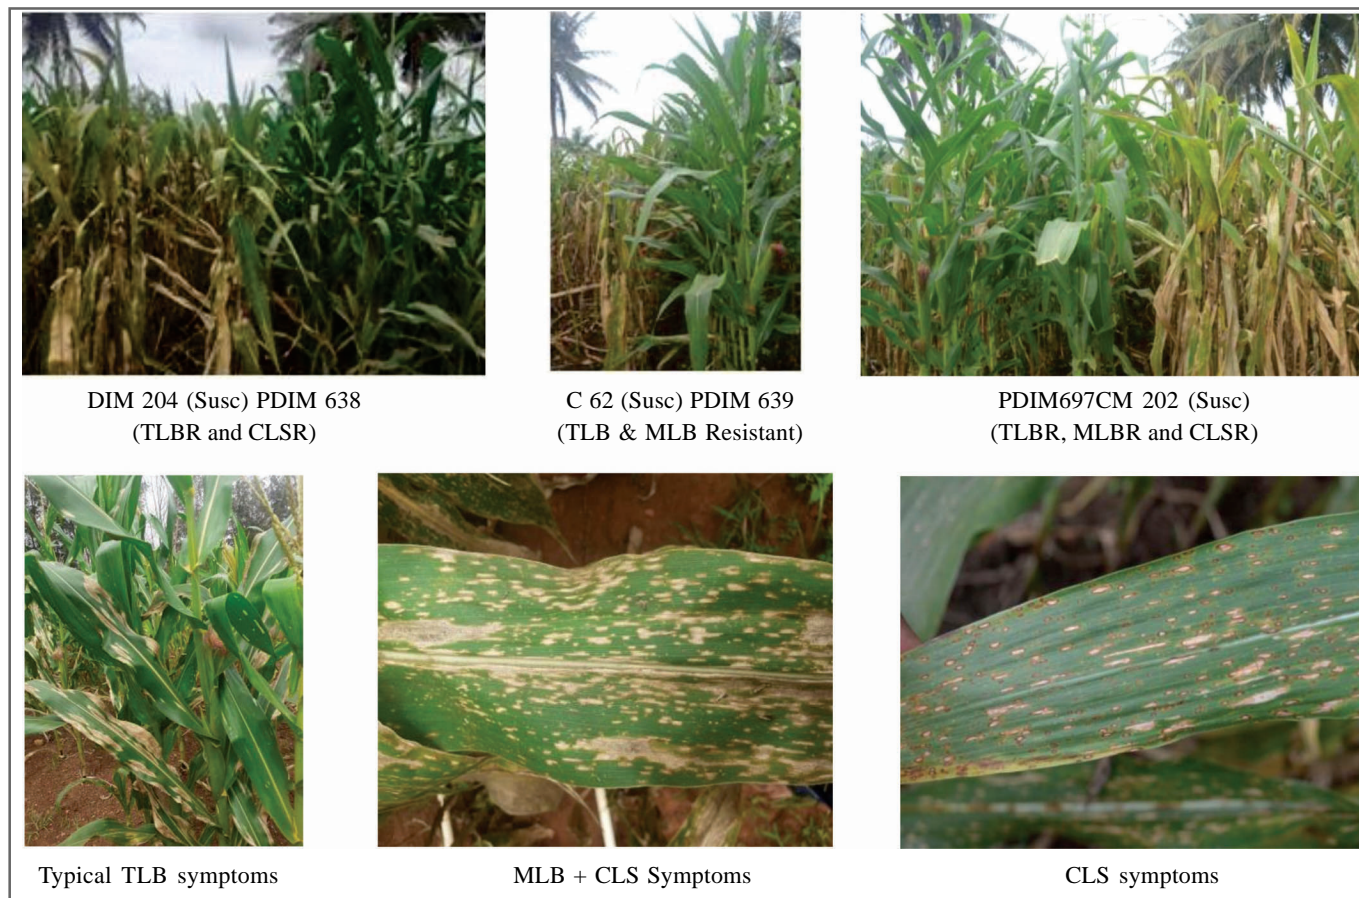 DIM 204 (Susc) PDIM 638
(TLBR and CLSR)
C 62 (Susc) PDIM 639
(TLB & MLB Resistant)
PDIM697CM 202 (Susc)
(TLBR, MLBR and CLSR)
Typical TLB symptoms
MLB + CLS Symptoms
CLS symptoms